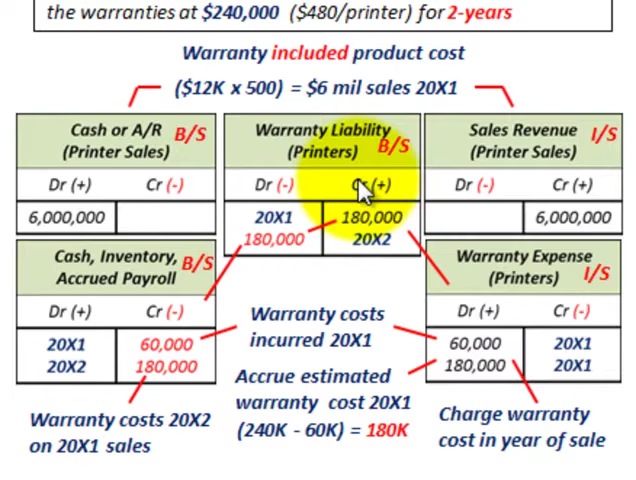 the warranties at $240,000 ($480/printer) for 2-years
Warranty included product cost
($12K x 500) = $6 mil sales 20X1
Cash or A/R B/S
(Printer Sales)
Dr (+) Cr (-)
6,000,000
Warranty Liability
(Printers) B/S
Dr (-) Cr (+)
20X1 180,000
180,000 20X2
Sales Revenue I/S
(Printer Sales)
Dr (-) Cr (+)
6,000,000
Cash, Inventory, B/S
Accrued Payroll
Dr (+) Cr (-)
20X1 60,000
20X2 180,000
Warranty Expense
(Printers) I/S
Dr (+) Cr (-)
60,000 20X1
180,000 20X1
Warranty costs
incurred 20X1
Accrue estimated
warranty cost 20X1
(240K - 60K) = 180K
Warranty costs 20X2
on 20X1 sales
Charge warranty
cost in year of sale